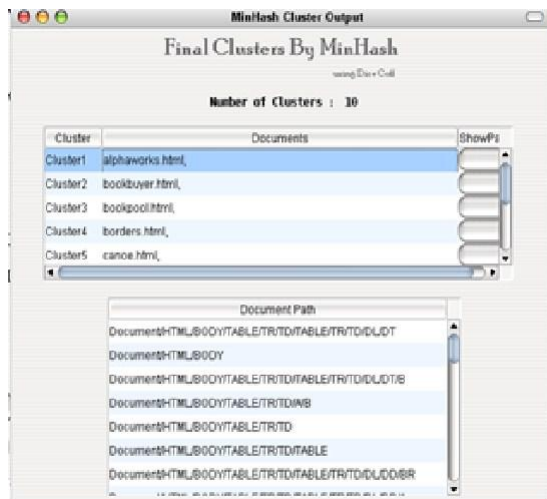 MinHash Cluster Output
Final Clusters By MinHash
using Dice Coff
Number of Clusters : 10
Cluster Documents ShowPa
Cluster1 alphaworks.html,
Cluster2 bookbuyer.html,
Cluster3 bookpool.html,
Cluster4 borders.html,
Cluster5 canoe.html,
Document Path
Document/HTML/BODY/TABLE/TR/TD/TABLE/TR/TD/DL/DT
Document/HTML/BODY
Document/HTML/BODY/TABLE/TR/TD/TABLE/TR/TD/DL/DT/B
Document/HTML/BODY/TABLE/TR/TD/A/B
Document/HTML/BODY/TABLE/TR/TD
Document/HTML/BODY/TABLE/TR/TD/TABLE
Document/HTML/BODY/TABLE/TR/TD/TABLE/TR/TD/DL/DD/BR